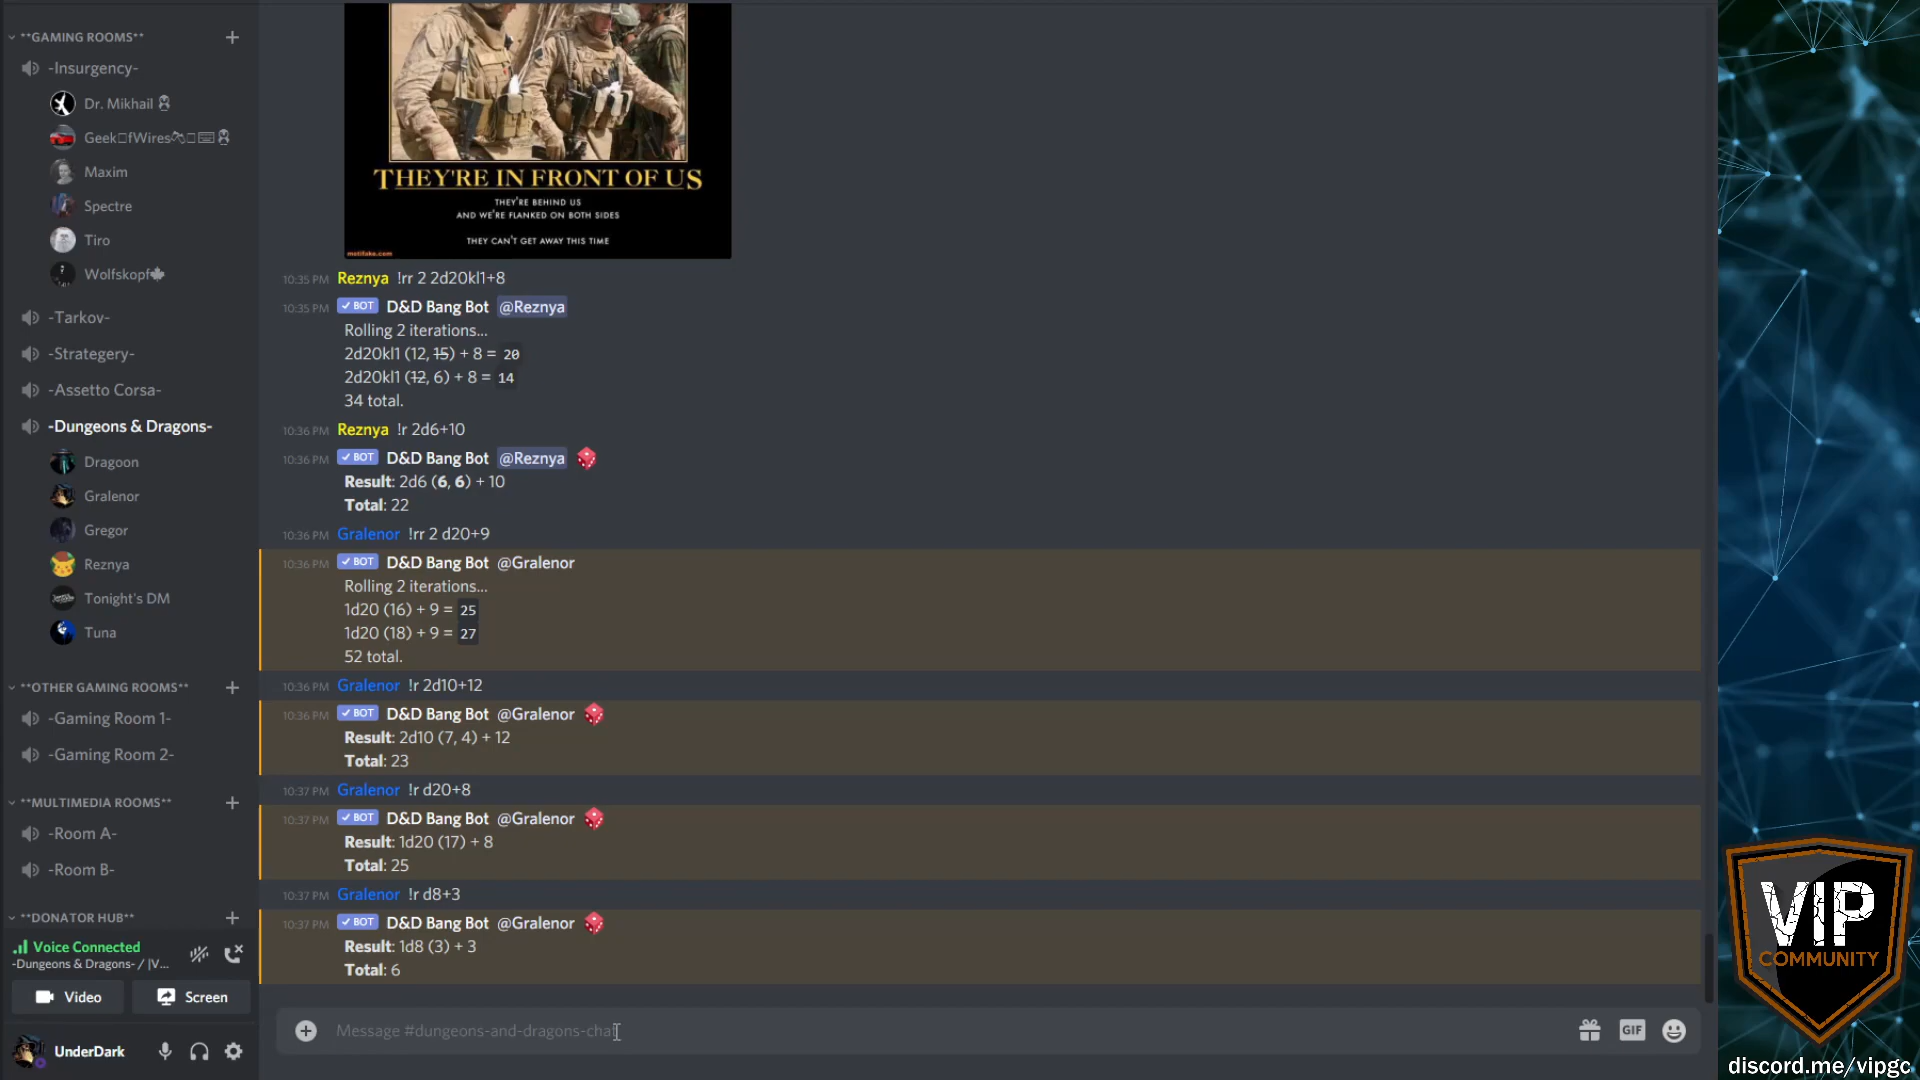 **GAMING ROOMS**
-Insurgency-
Dr. Mikhail
Geek□fWires
Maxim
Spectre
Tiro
Wolfskopf
-Tarkov-
-Strategery-
-Assetto Corsa-
-Dungeons & Dragons-
Dragoon
Gralenor
Gregor
Reznya
Tonight's DM
Tuna
**OTHER GAMING ROOMS**
-Gaming Room 1-
-Gaming Room 2-
**MULTIMEDIA ROOMS**
-Room A-
-Room B-
**DONATOR HUB**
Voice Connected
-Dungeons & Dragons- / |V...
Video
Screen
UnderDark
THEY'RE IN FRONT OF US
THEY'RE BEHIND US
AND WE'RE FLANKED ON BOTH SIDES
THEY CAN'T GET AWAY THIS TIME
motifake.com
10:35 PM Reznya !rr 2 2d20kl1+8
10:35 PM BOT D&D Bang Bot @Reznya
Rolling 2 iterations...
2d20kl1 (12, 15) + 8 = 20
2d20kl1 (12, 6) + 8 = 14
34 total.
10:36 PM Reznya !r 2d6+10
10:36 PM BOT D&D Bang Bot @Reznya
Result: 2d6 (6, 6) + 10
Total: 22
10:36 PM Gralenor !rr 2 d20+9
10:36 PM BOT D&D Bang Bot @Gralenor
Rolling 2 iterations...
1d20 (16) + 9 = 25
1d20 (18) + 9 = 27
52 total.
10:36 PM Gralenor !r 2d10+12
10:36 PM BOT D&D Bang Bot @Gralenor
Result: 2d10 (7, 4) + 12
Total: 23
10:37 PM Gralenor !r d20+8
10:37 PM BOT D&D Bang Bot @Gralenor
Result: 1d20 (17) + 8
Total: 25
10:37 PM Gralenor !r d8+3
10:37 PM BOT D&D Bang Bot @Gralenor
Result: 1d8 (3) + 3
Total: 6
Message #dungeons-and-dragons-chat
GIF
VIP
COMMUNITY
discord.me/vipgc